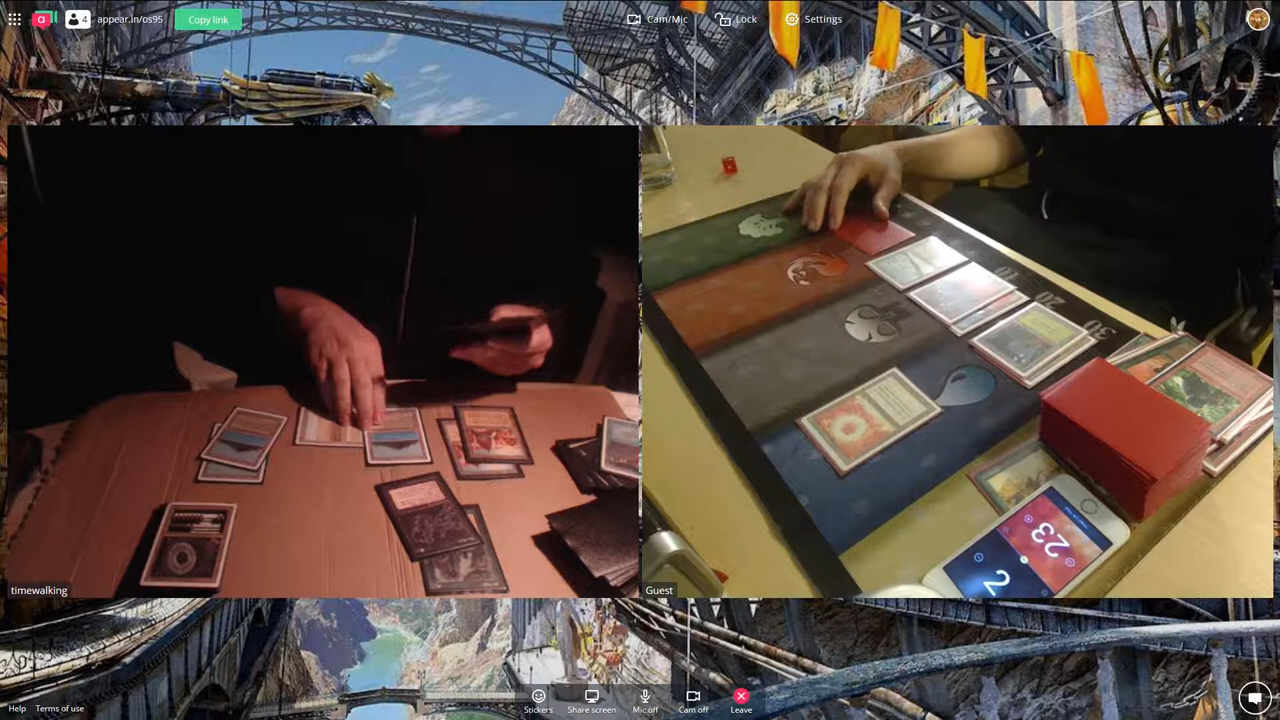 4
appear.in/os95
Copy link
Cam/Mic
Lock
Settings
10
20
30
23
2
timewalking
Guest
Help
Terms of use
Stickers
Share screen
Mic off
Cam off
Leave